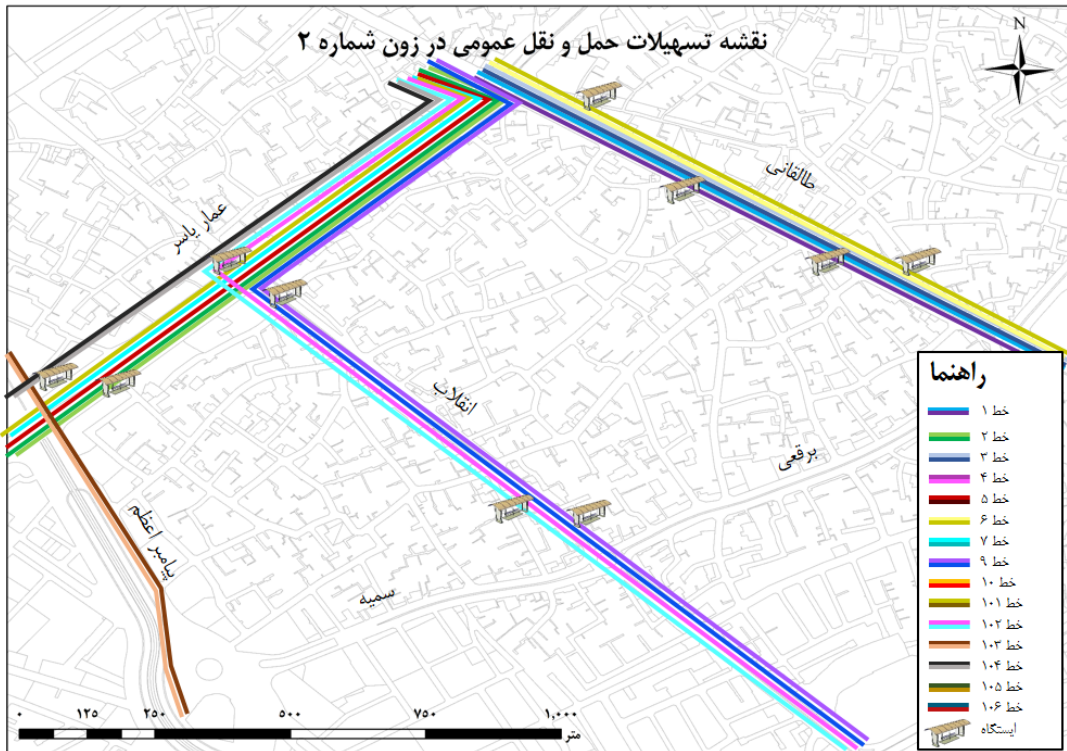 نقشه تسهیلات حمل و نقل عمومی در زون شماره ۲
N
طالقانی
عمار یاسر
انقلاب
برقعی
پیامبر اعظم
سمیه
راهنما
خط ۱
خط ۲
خط ۳
خط ۴
خط ۵
خط ۶
خط ۷
خط ۹
خط ۱۰
خط ۱۰۱
خط ۱۰۲
خط ۱۰۳
خط ۱۰۴
خط ۱۰۵
خط ۱۰۶
ایستگاه
۰ ۱۲۵ ۲۵۰ ۵۰۰ ۷۵۰ ۱,۰۰۰
متر